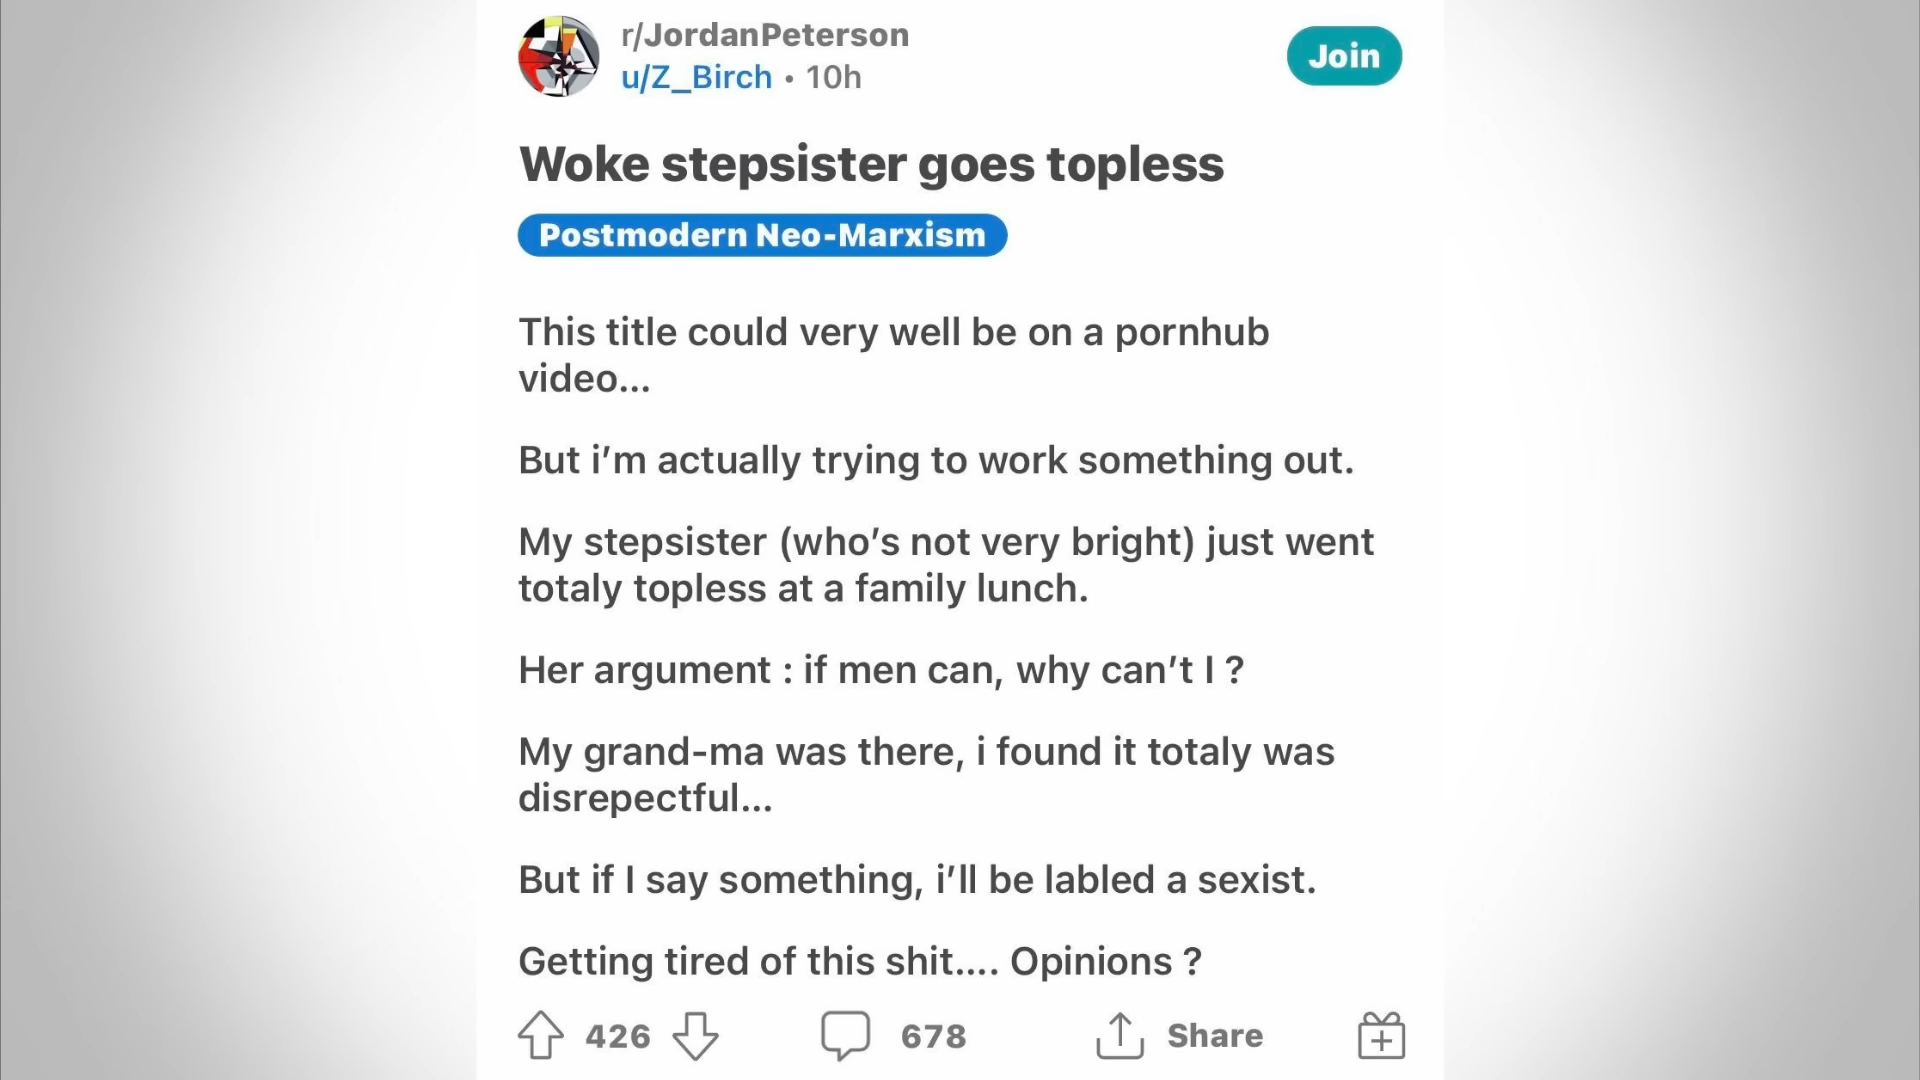 r/JordanPeterson
u/Z_Birch • 10h
Join
Woke stepsister goes topless
Postmodern Neo-Marxism
This title could very well be on a pornhub
video...
But i'm actually trying to work something out.
My stepsister (who's not very bright) just went
totaly topless at a family lunch.
Her argument : if men can, why can't I ?
My grand-ma was there, i found it totaly was
disrepectful...
But if I say something, i'll be labled a sexist.
Getting tired of this shit.... Opinions ?
426
678
Share